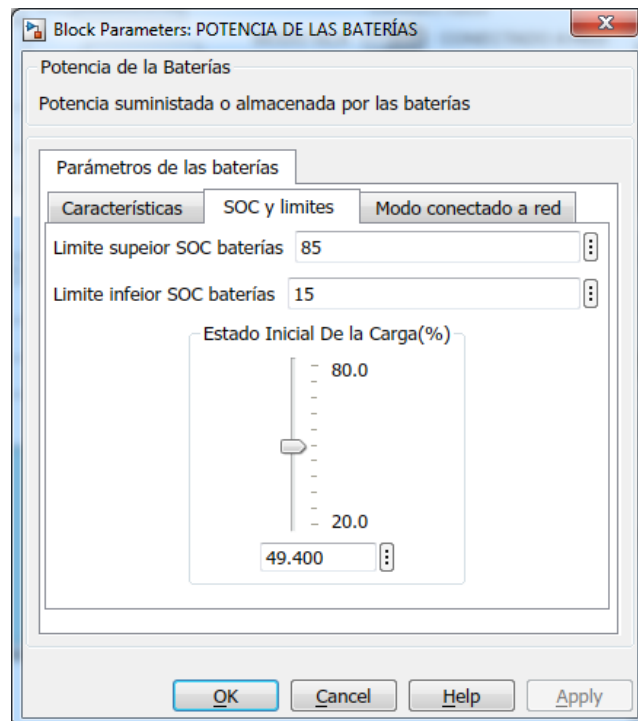 Block Parameters: POTENCIA DE LAS BATERÍAS
Potencia de la Baterías
Potencia suministada o almacenada por las baterías
Parámetros de las baterías
Características SOC y limites Modo conectado a red
Limite supeior SOC baterías 85
Limite infeior SOC baterías 15
Estado Inicial De la Carga(%)
80.0
20.0
49.400
OK Cancel Help Apply